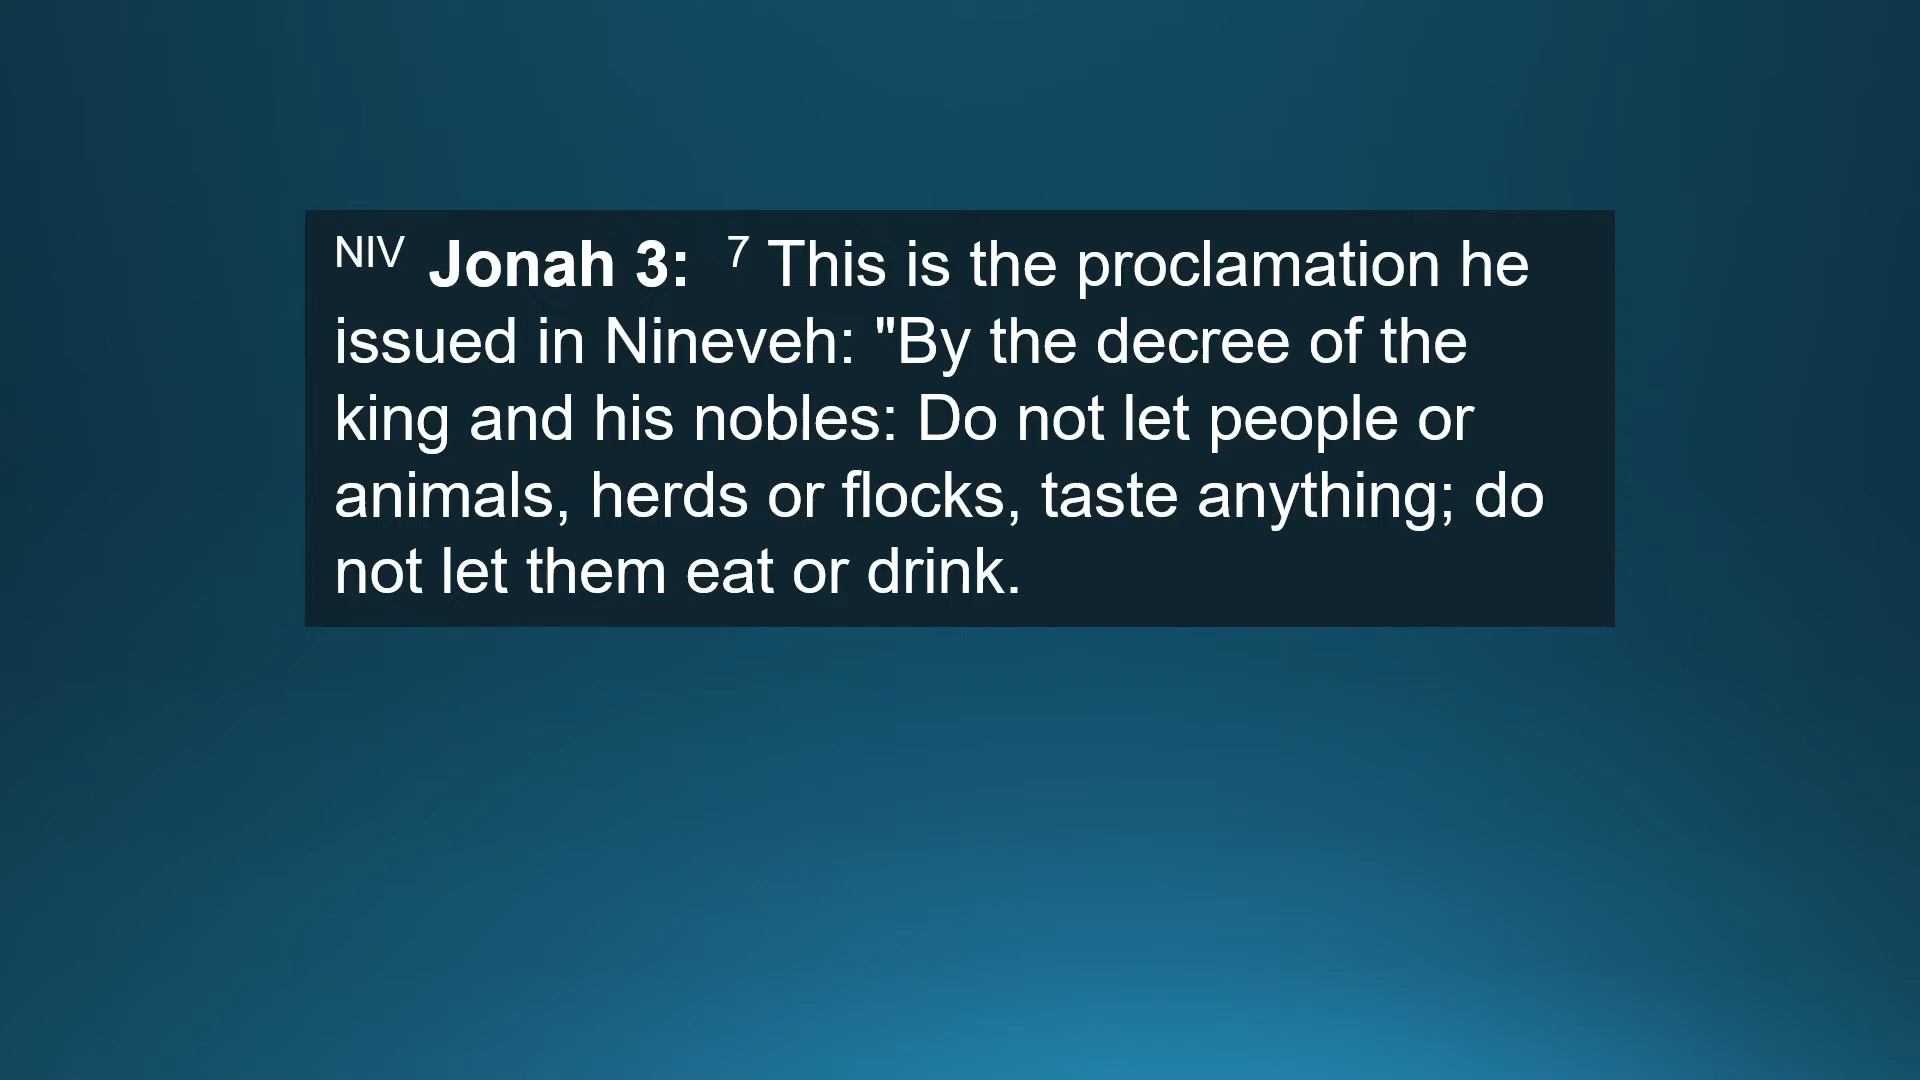 NIV Jonah 3: 7 This is the proclamation he
issued in Nineveh: "By the decree of the
king and his nobles: Do not let people or
animals, herds or flocks, taste anything; do
not let them eat or drink.